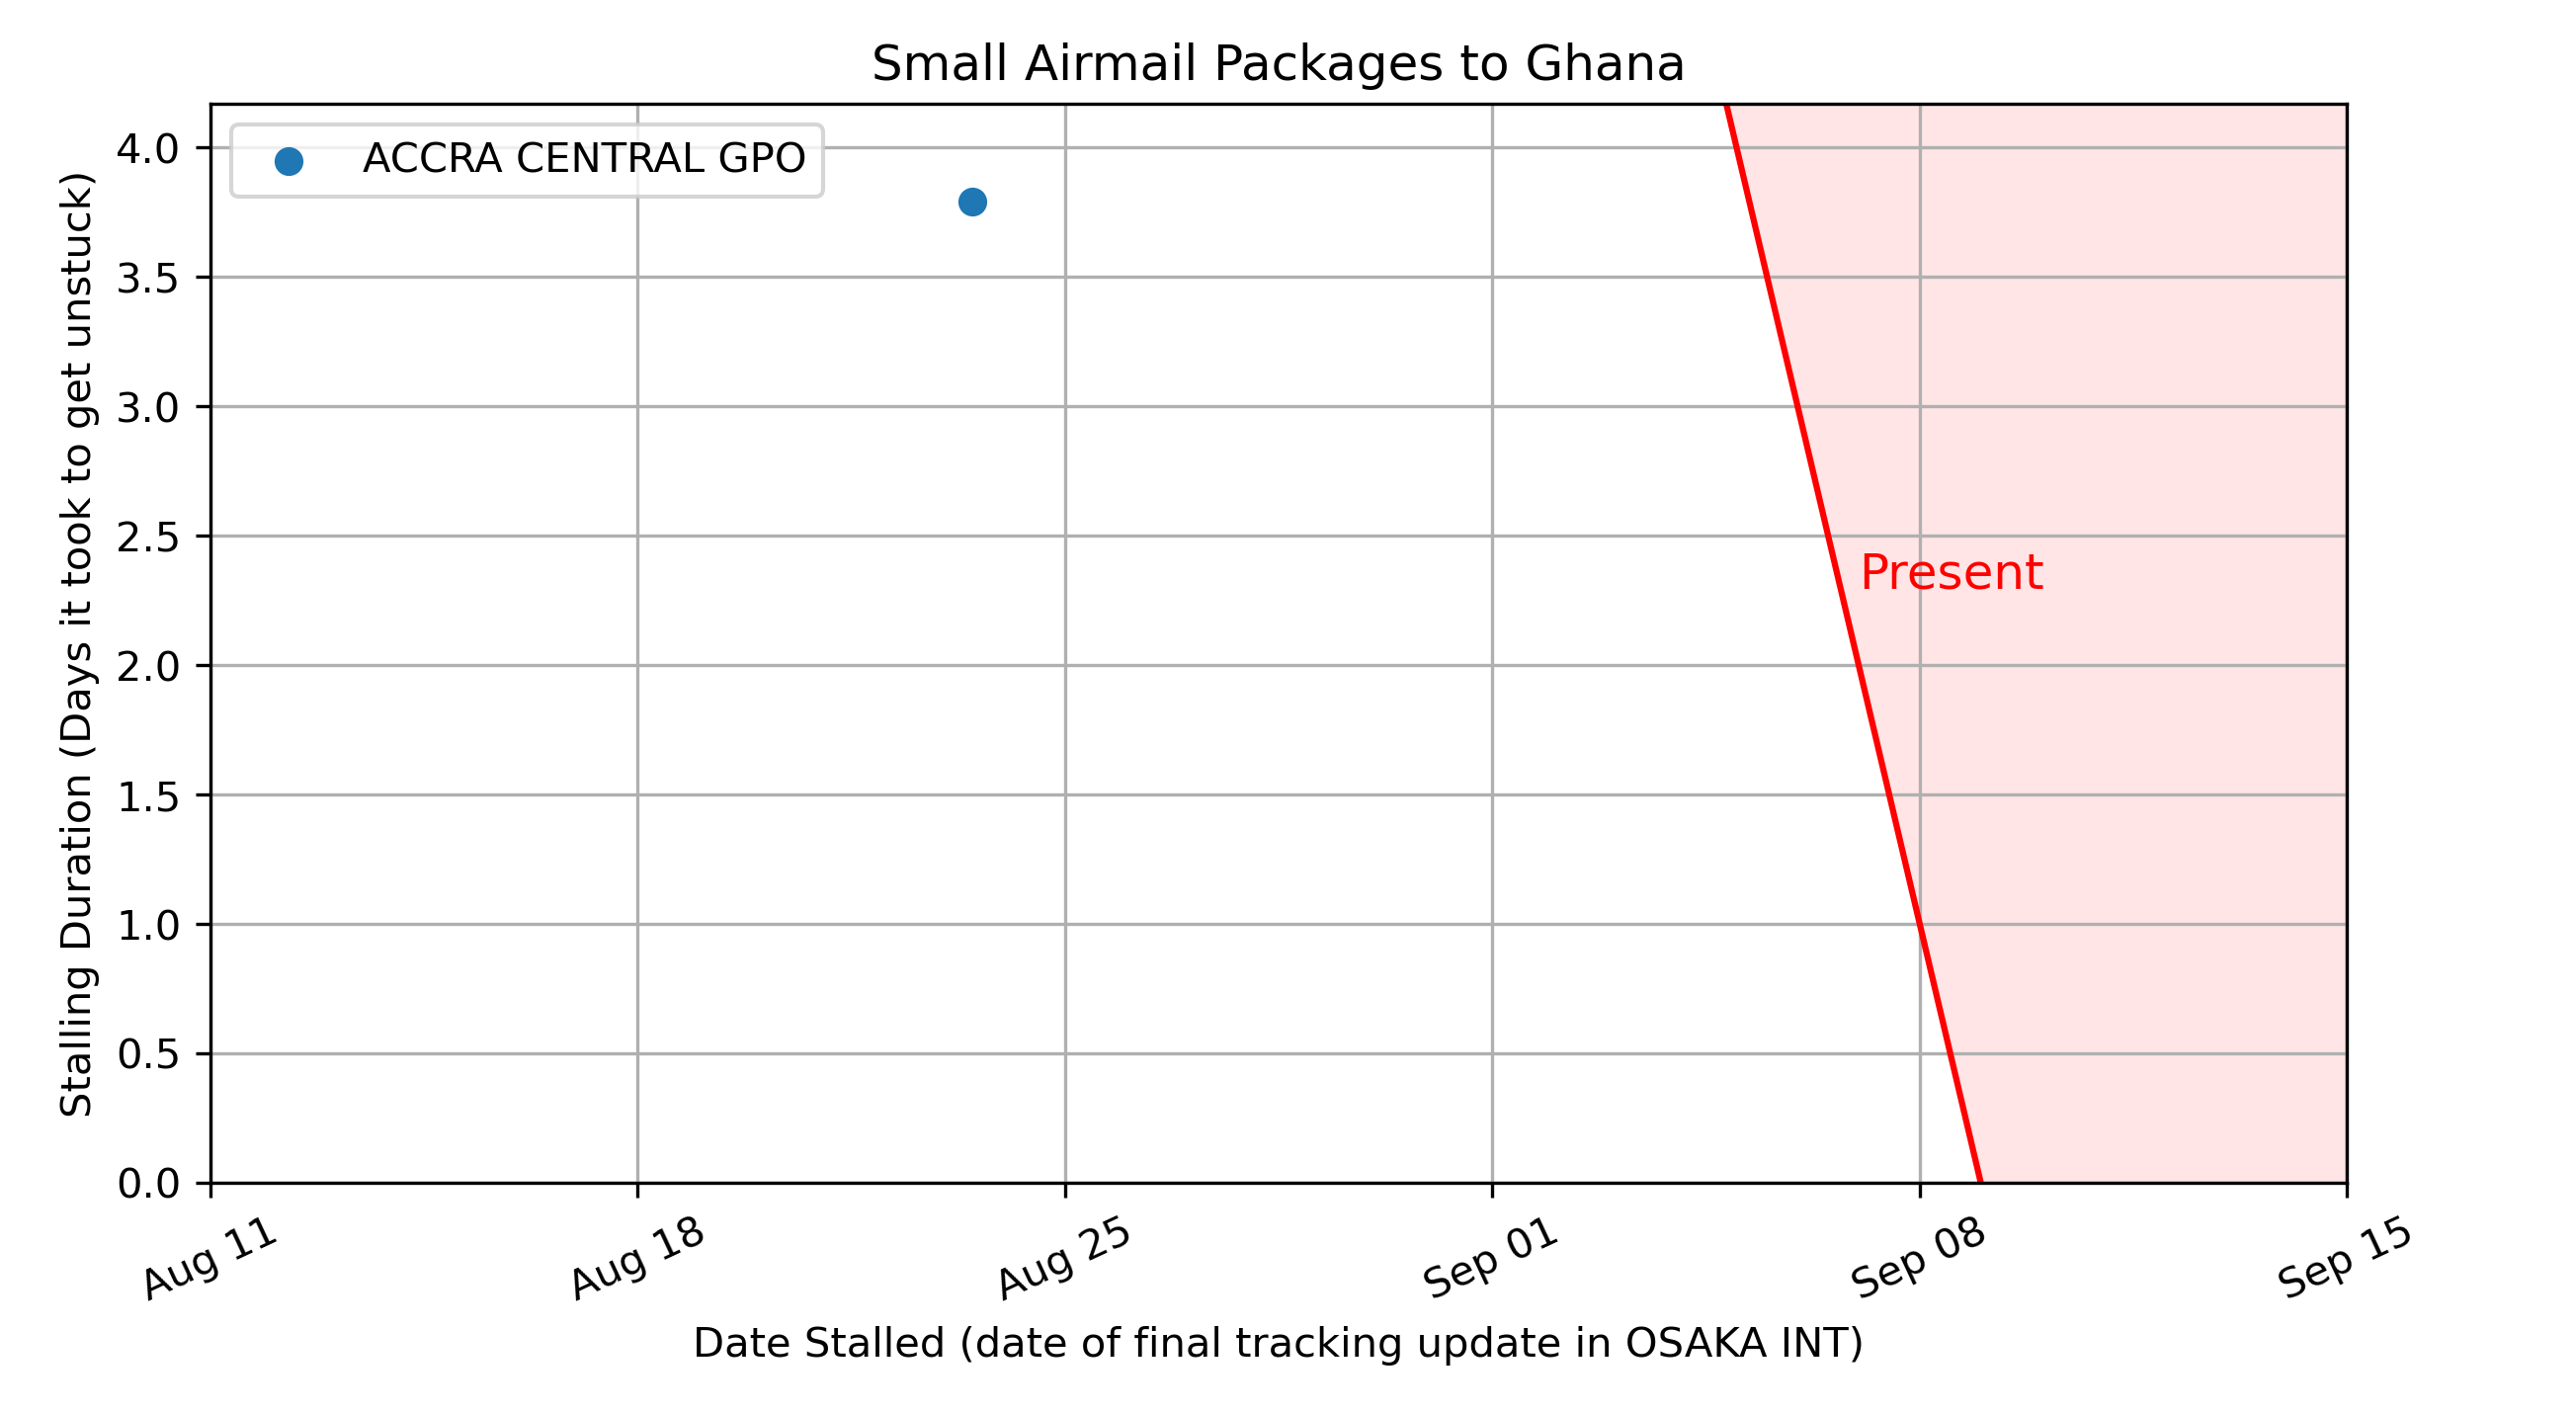 Small Airmail Packages to Ghana
ACCRA CENTRAL GPO
Stalling Duration (Days it took to get unstuck)
4.0
3.5
3.0
2.5
2.0
1.5
1.0
0.5
0.0
Present
Aug 11
Aug 18
Aug 25
Sep 01
Sep 08
Sep 15
Date Stalled (date of final tracking update in OSAKA INT)